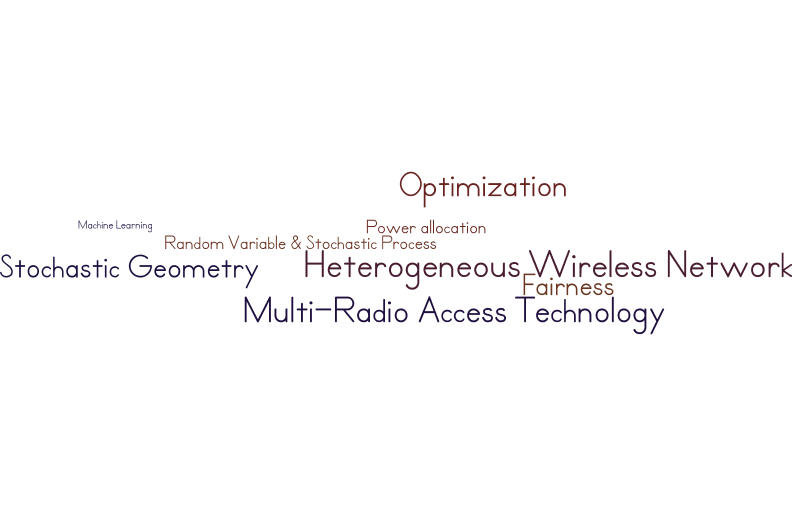 Optimization
Machine Learning
Power allocation
Random Variable & Stochastic Process
Stochastic Geometry
Heterogeneous Wireless Network
Fairness
Multi-Radio Access Technology